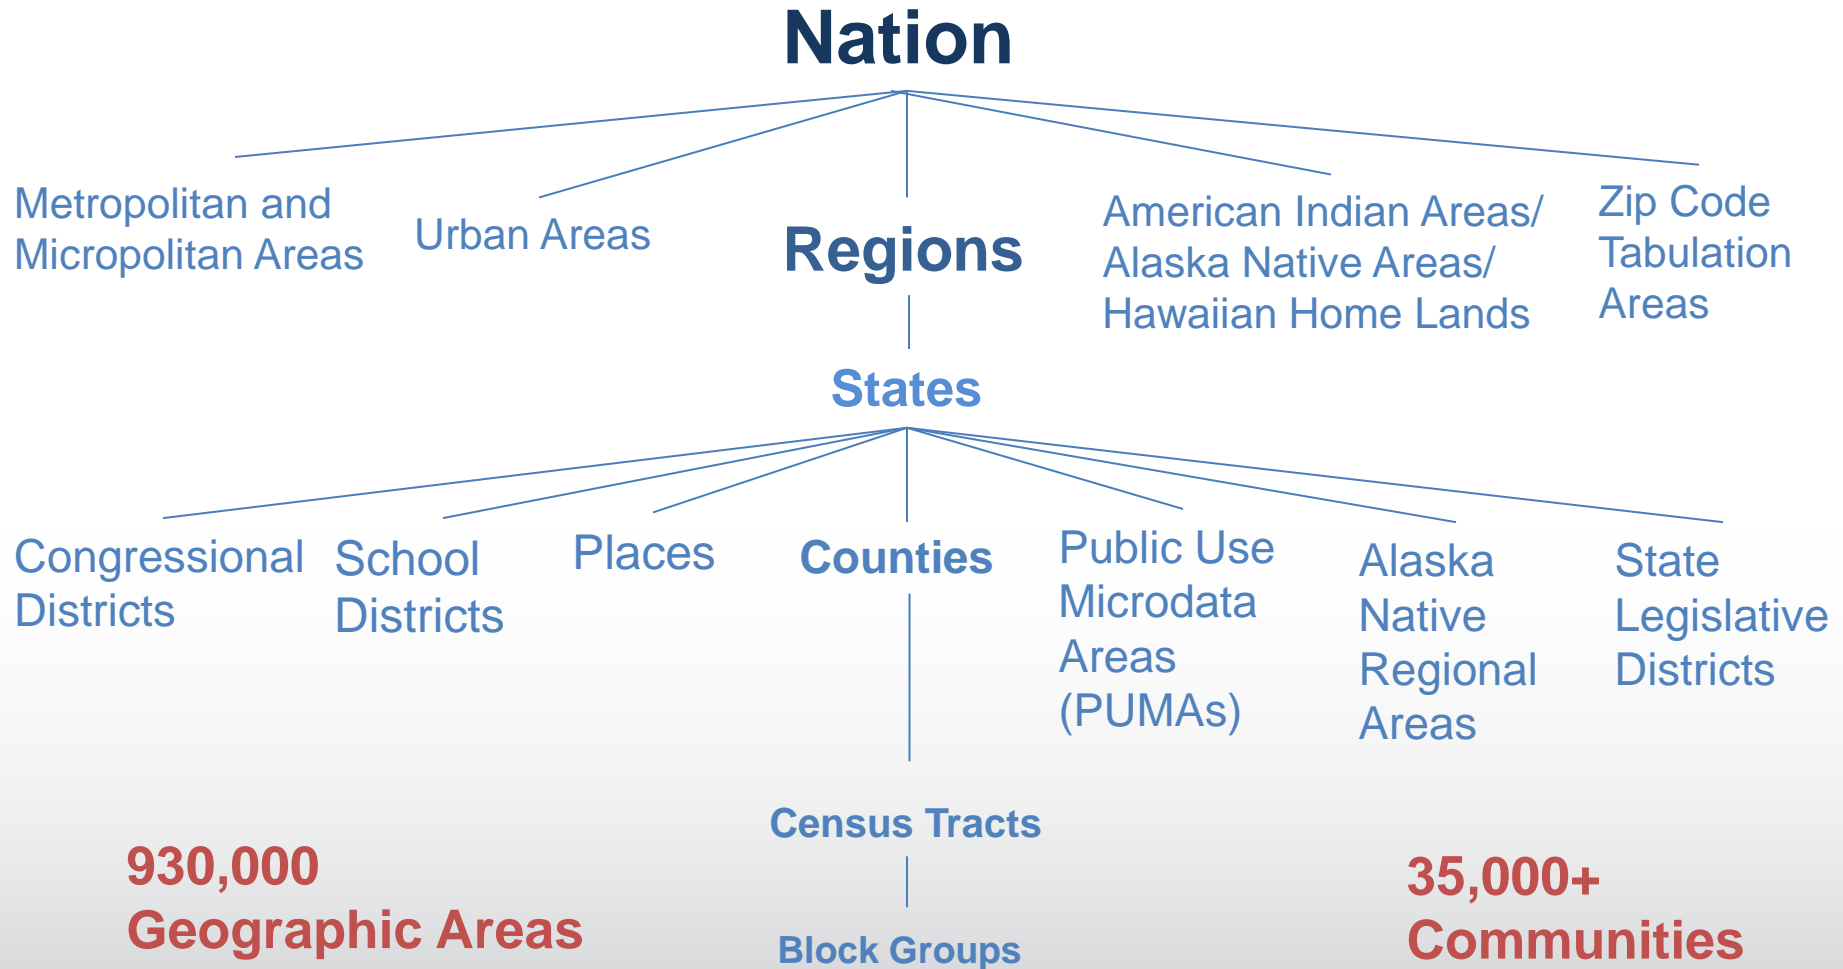 Nation
Metropolitan and
Micropolitan Areas
Urban Areas
Regions
American Indian Areas/
Alaska Native Areas/
Hawaiian Home Lands
Zip Code
Tabulation
Areas
States
Congressional
Districts
School
Districts
Places
Counties
Public Use
Microdata
Areas
(PUMAs)
Alaska
Native
Regional
Areas
State
Legislative
Districts
Census Tracts
930,000
Geographic Areas
Block Groups
35,000+
Communities